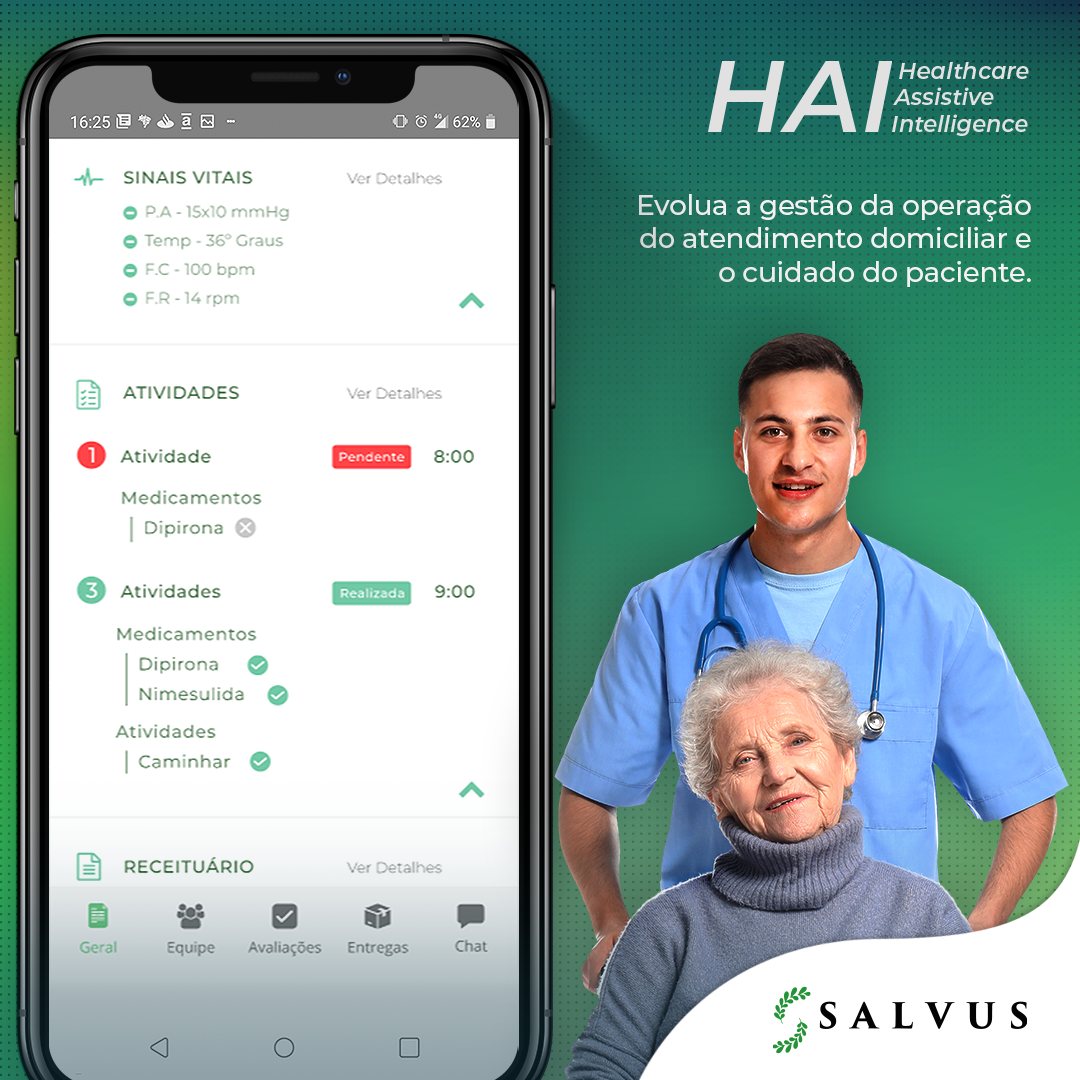 16:25
62%
4G
SINAIS VITAIS
Ver Detalhes
P.A - 15x10 mmHg
Temp - 36º Graus
F.C - 100 bpm
F.R - 14 rpm
ATIVIDADES
Ver Detalhes
1 Atividade
Pendente
8:00
Medicamentos
Dipirona
3 Atividades
Realizada
9:00
Medicamentos
Dipirona
Nimesulida
Atividades
Caminhar
RECEITUÁRIO
Ver Detalhes
Geral
Equipe
Avaliações
Entregas
Chat
HAI
Healthcare
Assistive
Intelligence
Evolua a gestão da operação
do atendimento domiciliar e
o cuidado do paciente.
SALVUS